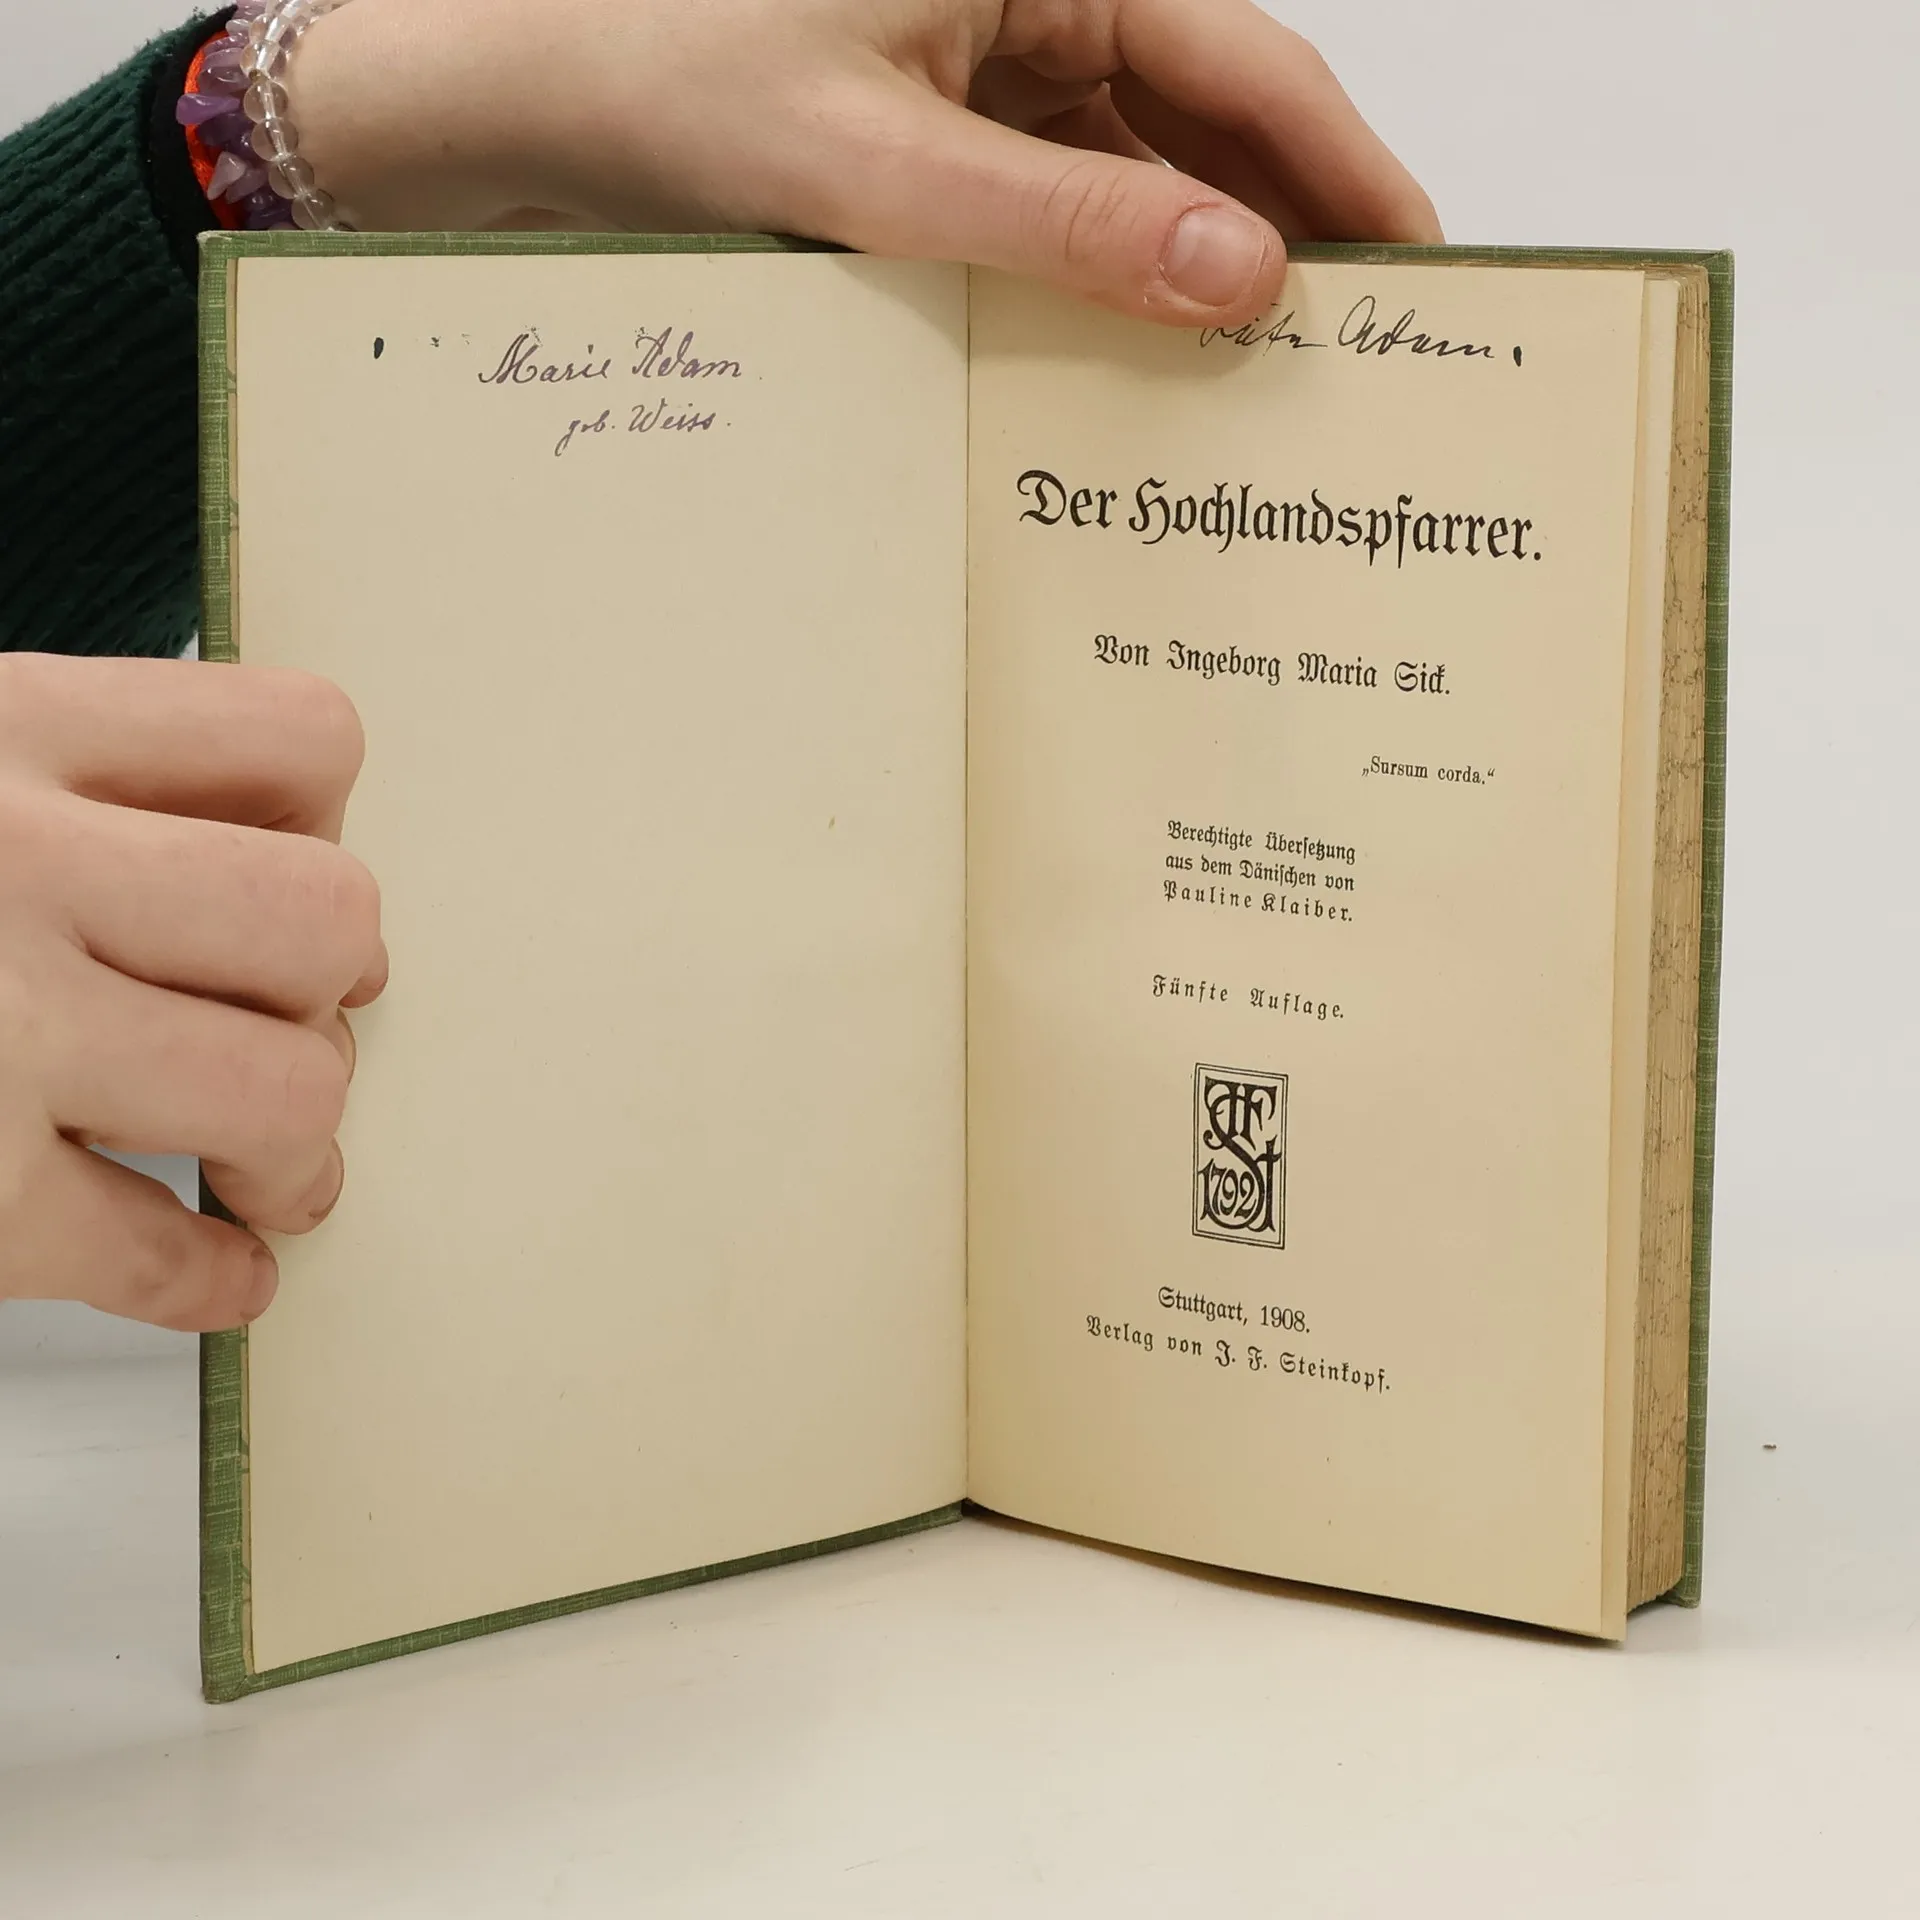 Marie Adam
geb. Weiss.
Adam.
Der Hochlandspfarrer.
Von Ingeborg Maria Sick.
„Sursum corda.“
Berechtigte Übersetzung
aus dem Dänischen von
Pauline Klaiber.
Fünfte Auflage.
JFSt
1792
Stuttgart, 1908.
Verlag von J. F. Steinkopf.